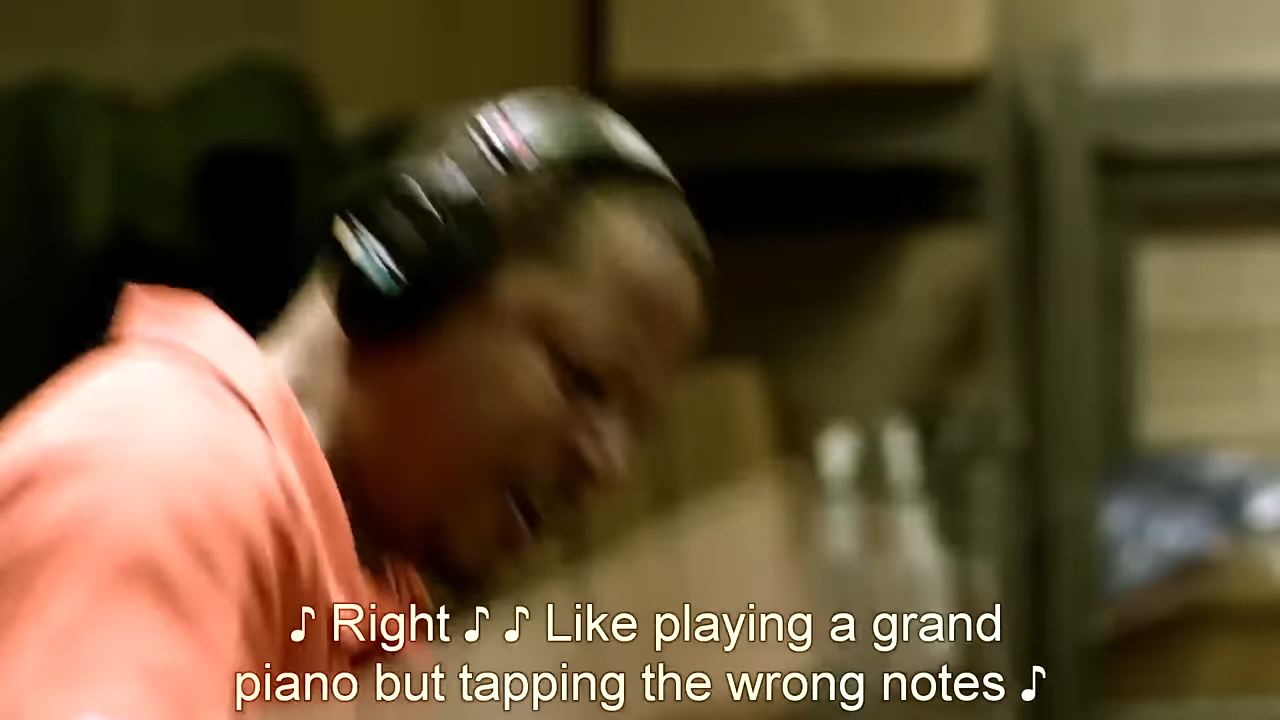 ♪ Right ♪ ♪ Like playing a grand
piano but tapping the wrong notes ♪